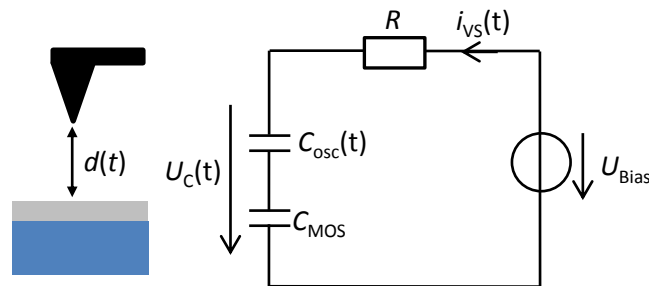 R
i_VS(t)
d(t)
U_C(t)
C_osc(t)
C_MOS
U_Bias